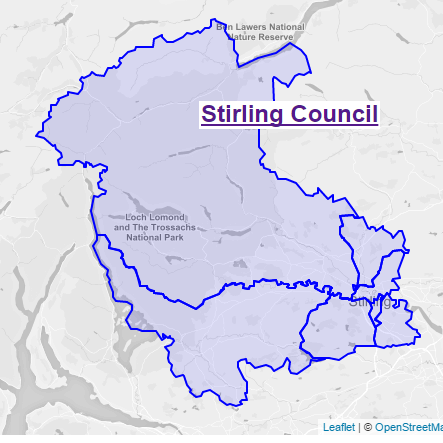 Ben Lawers National
Nature Reserve
Stirling Council
Loch Lomond
and The Trossachs
National Park
Stirling
Leaflet | © OpenStreetMa